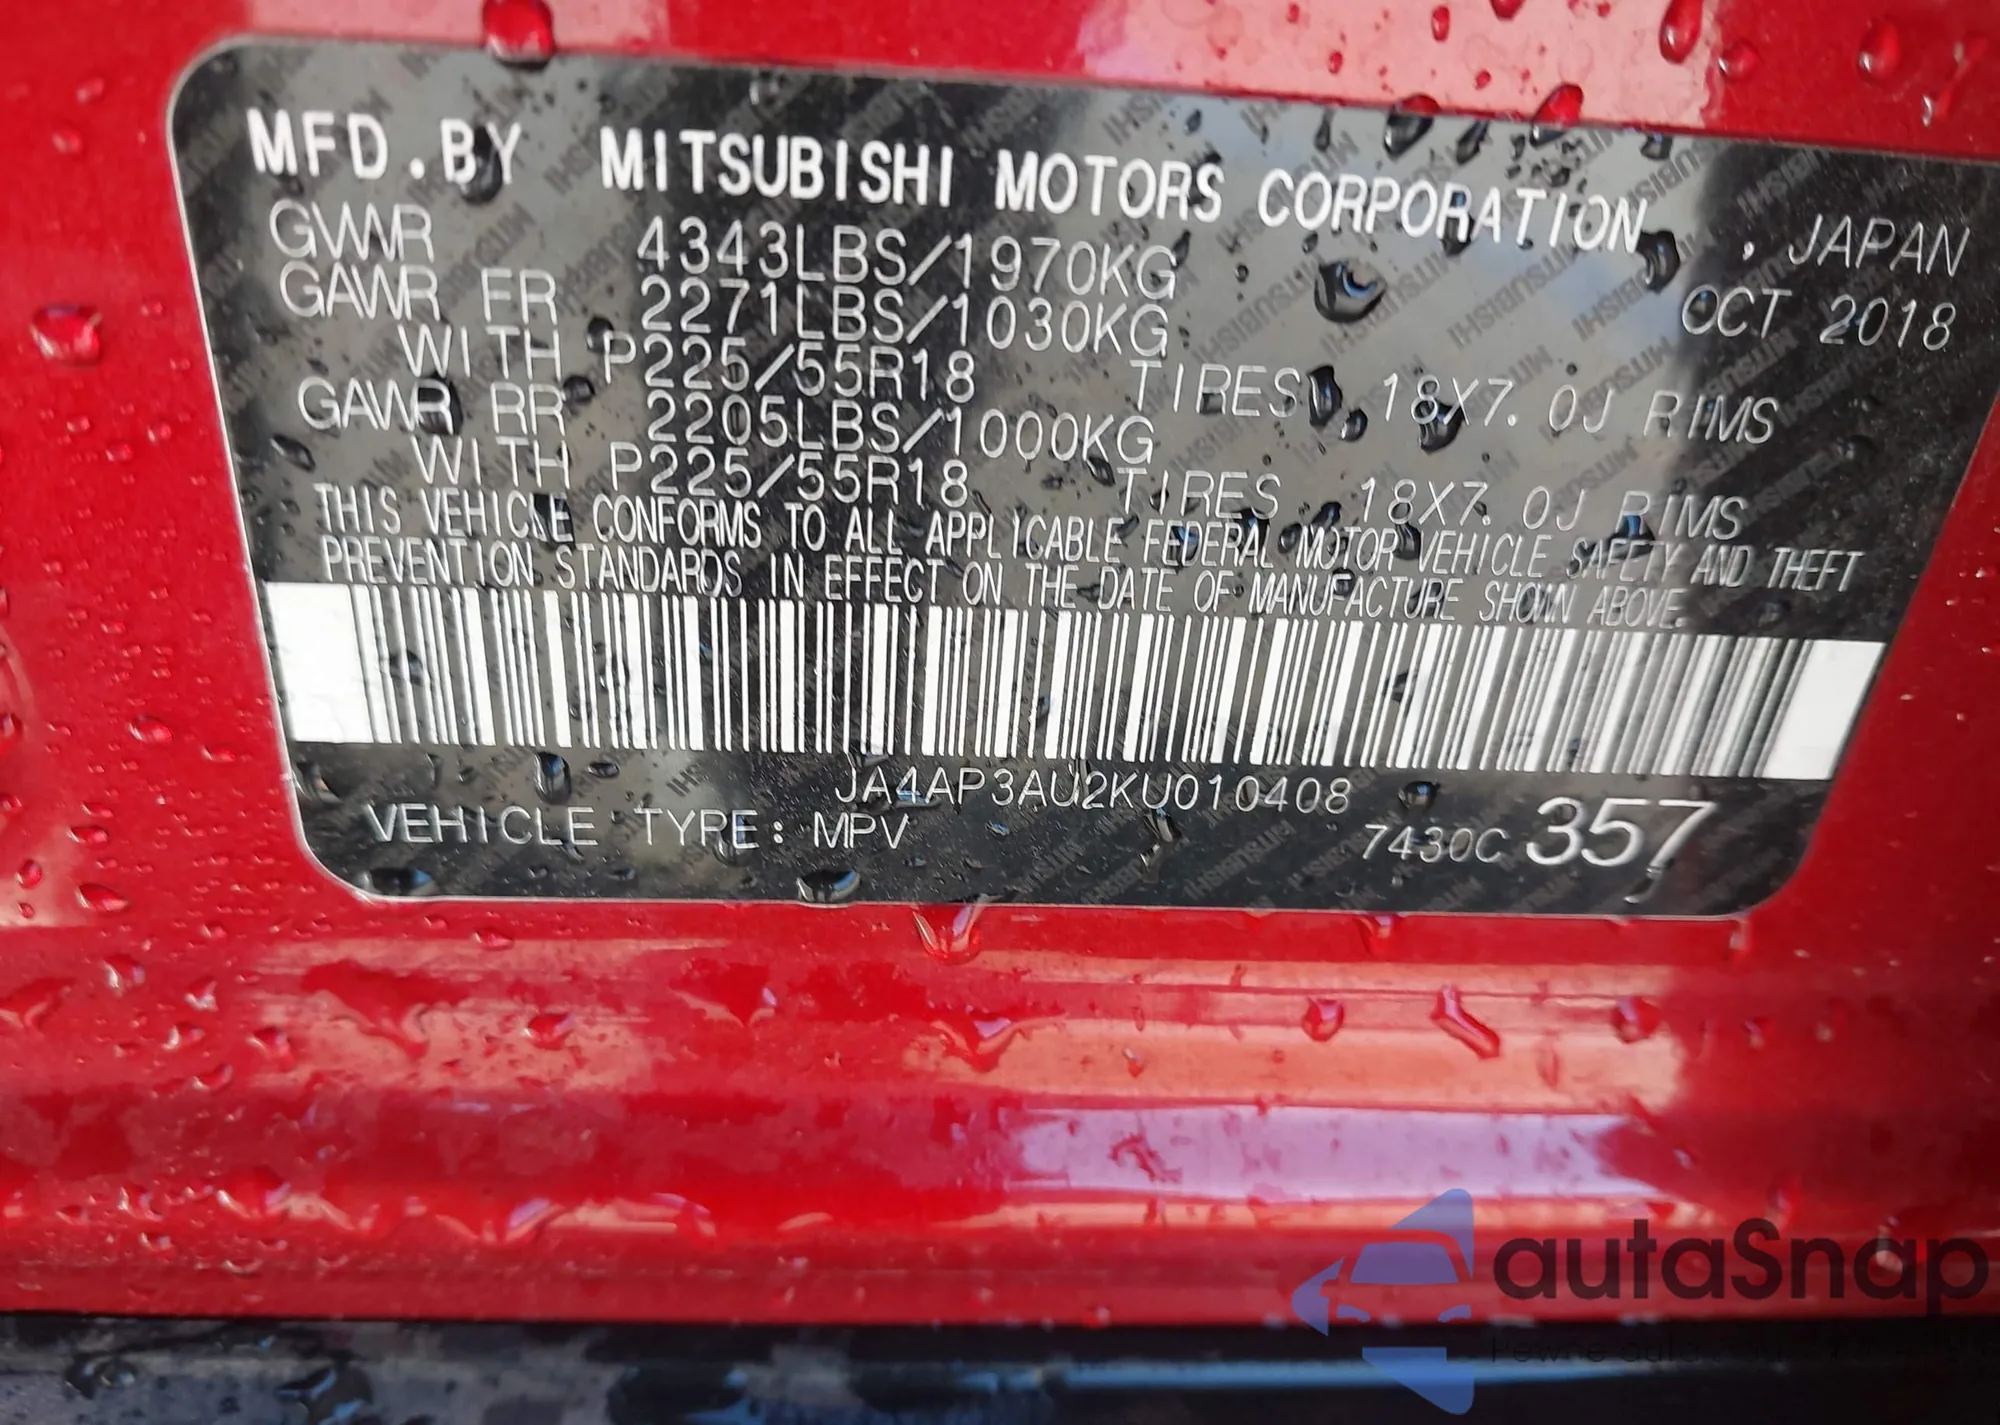 MFD.BY MITSUBISHI MOTORS CORPORATION, JAPAN
GVWR 4343LBS/1970KG OCT 2018
GAWR FR 2271LBS/1030KG
WITH P225/55R18 TIRES, 18X7.0J RIMS
GAWR RR 2205LBS/1000KG
WITH P225/55R18 TIRES, 18X7.0J RIMS
THIS VEHICLE CONFORMS TO ALL APPLICABLE FEDERAL MOTOR VEHICLE SAFETY AND THEFT
PREVENTION STANDARDS IN EFFECT ON THE DATE OF MANUFACTURE SHOWN ABOVE.
JA4AP3AU2KU010408
VEHICLE TYPE: MPV 7430C 357
autaSnap
Pewne auta